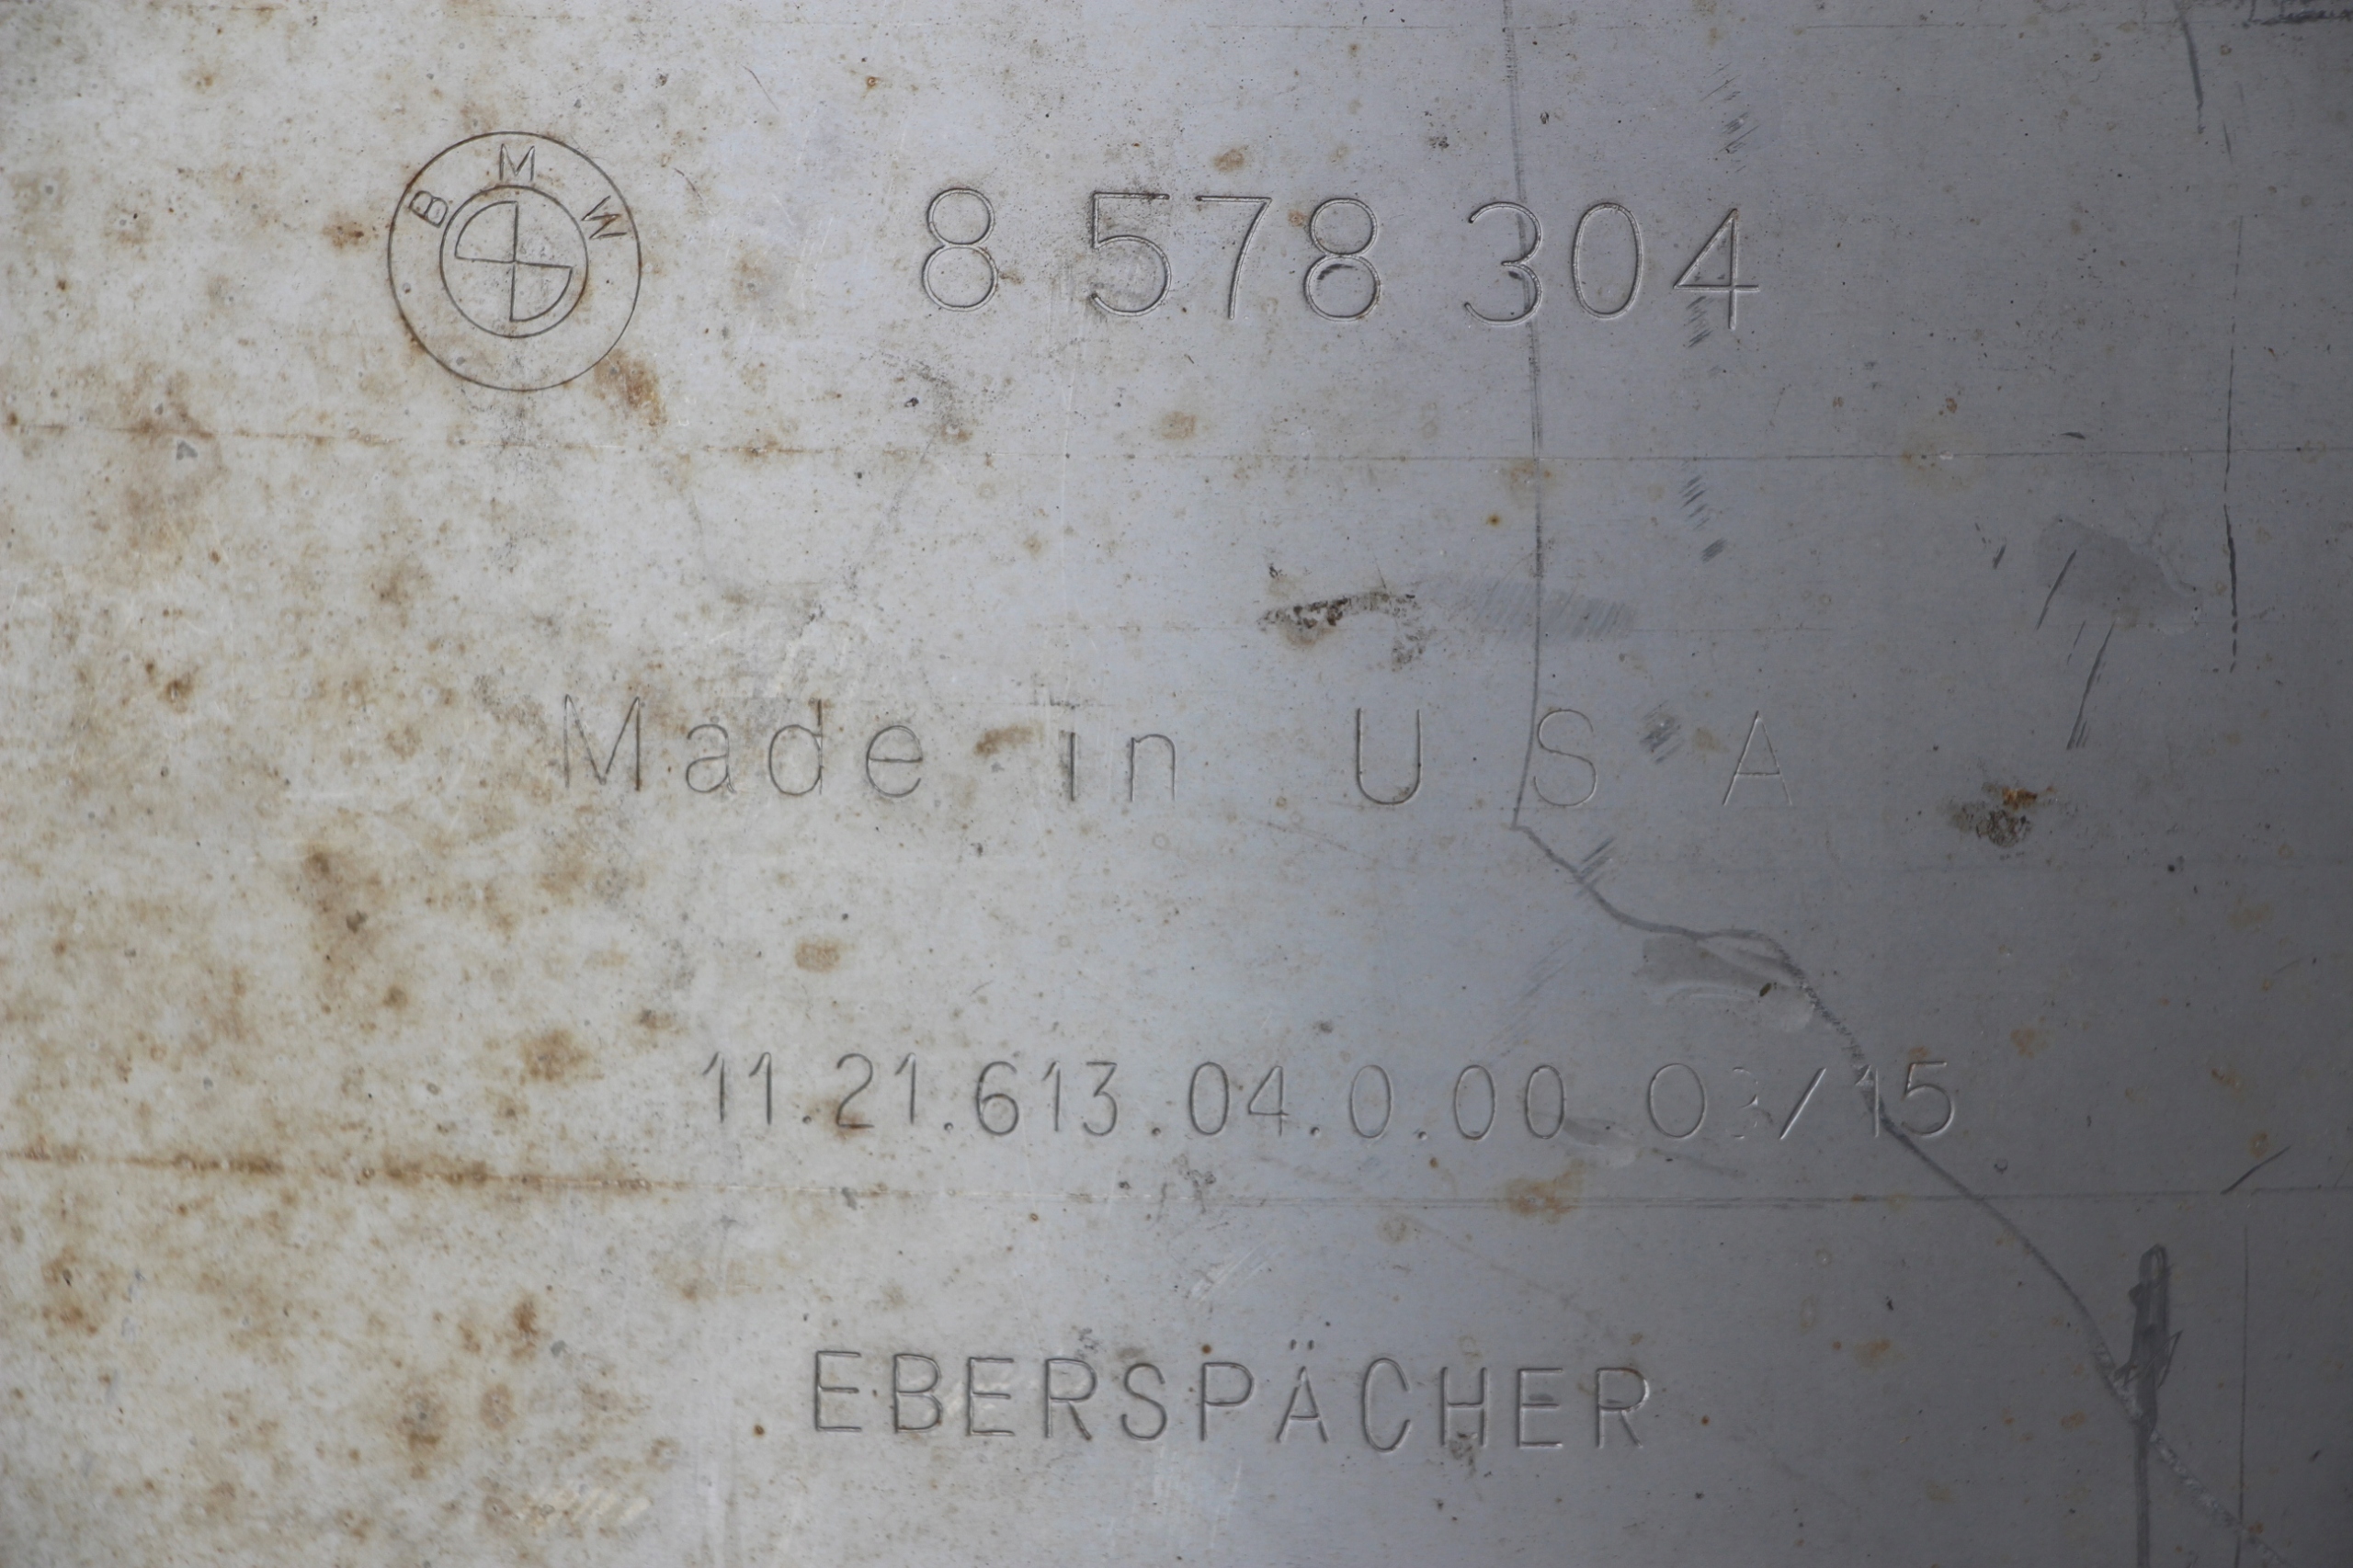 BMW 8 578 304
Made in USA
11.21.613.04.0.00 03/15
EBERSPÄCHER